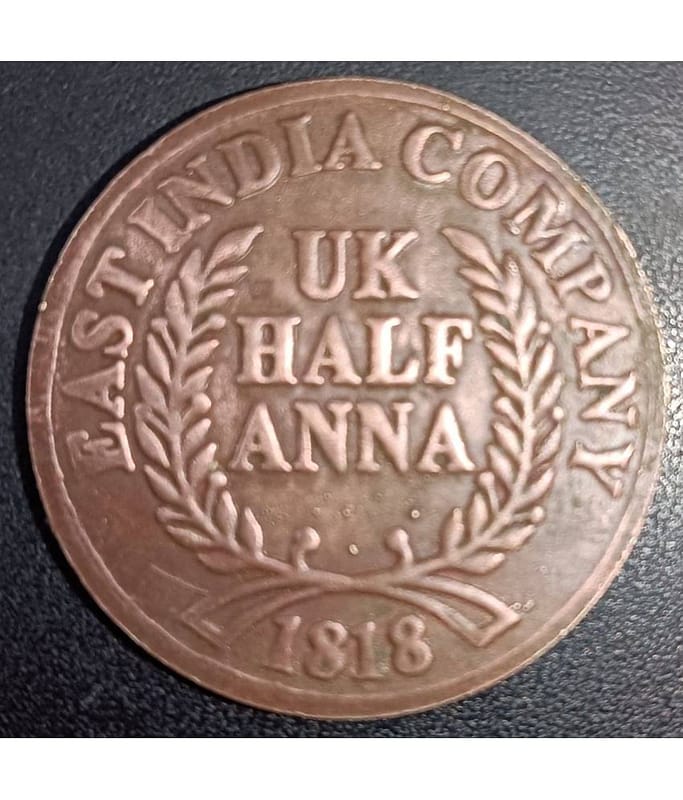 EAST INDIA COMPANY
UK
HALF
ANNA
1818